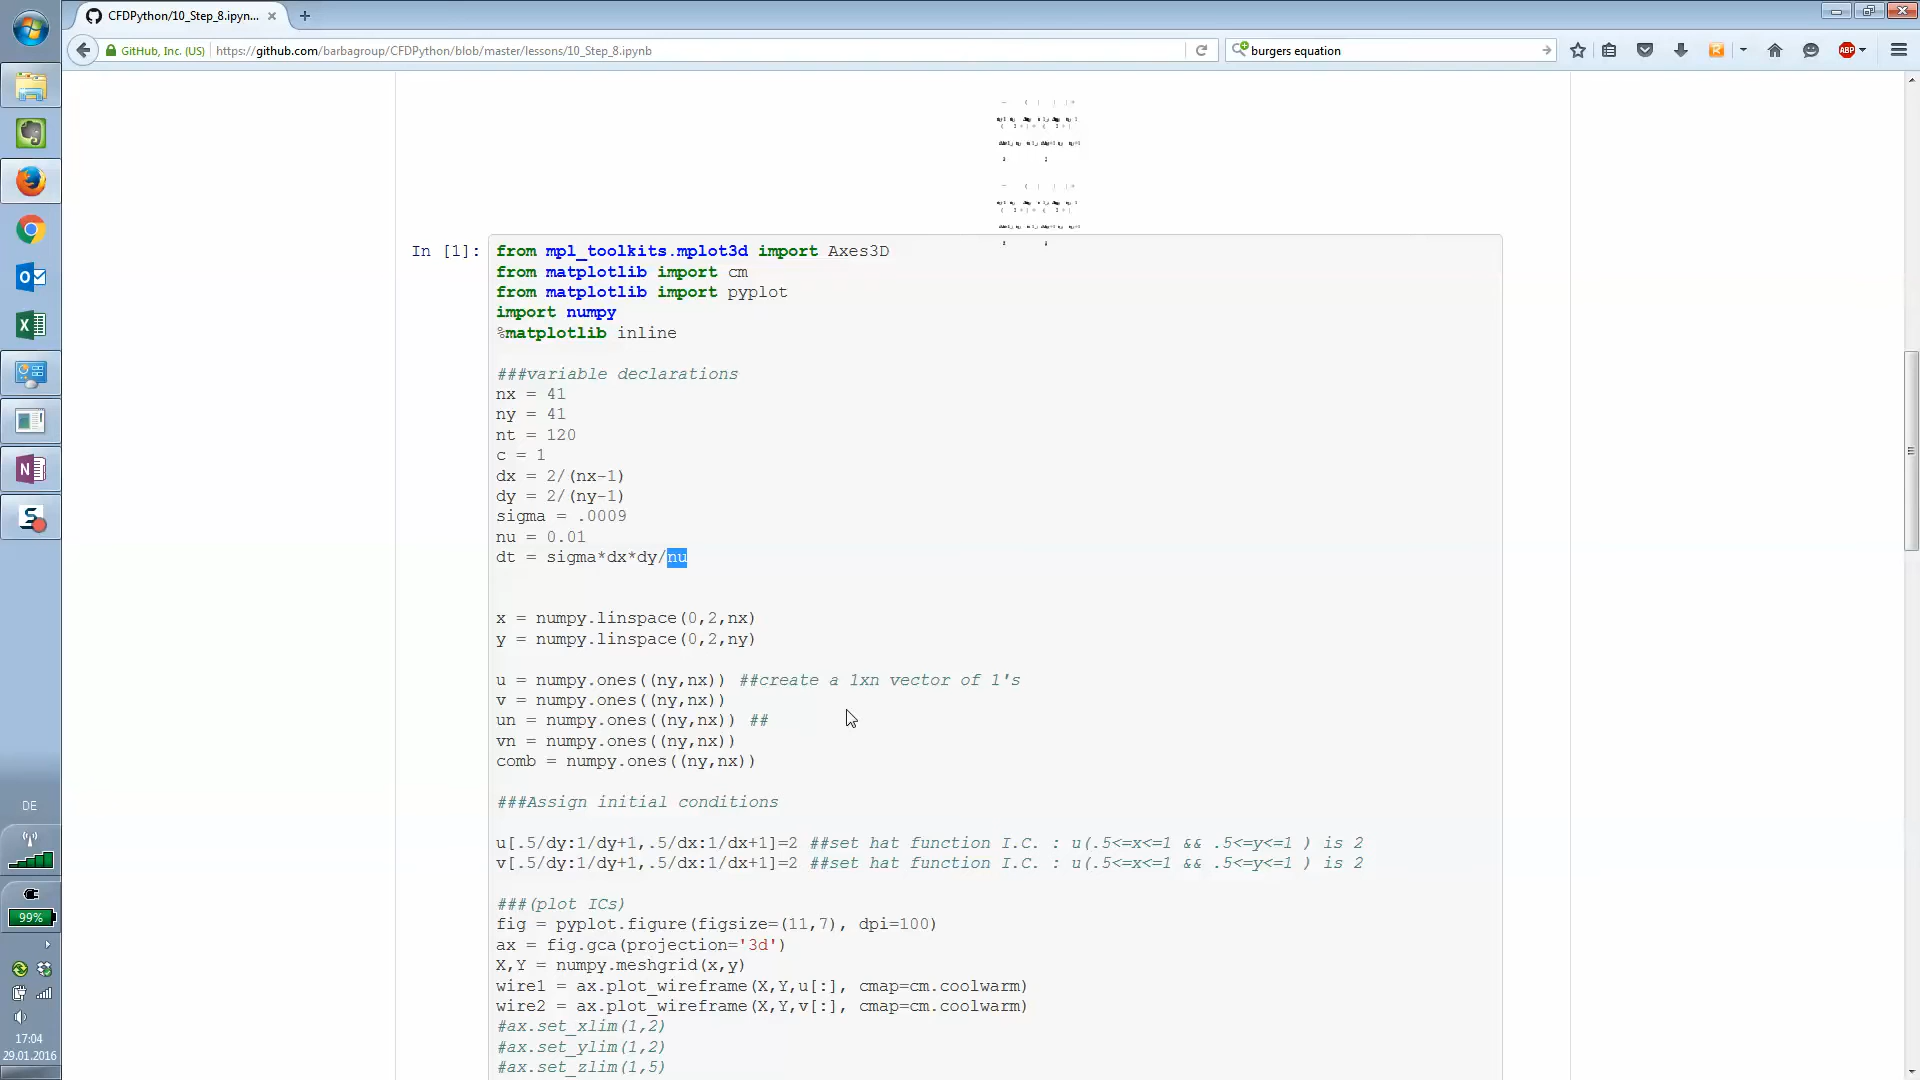 CFDPython/10_Step_8.ipyn...
GitHub, Inc. (US)
https://github.com/barbagroup/CFDPython/blob/master/lessons/10_Step_8.ipynb
burgers equation
ABP
In [1]:
from mpl_toolkits.mplot3d import Axes3D
from matplotlib import cm
from matplotlib import pyplot
import numpy
%matplotlib inline
###variable declarations
nx = 41
ny = 41
nt = 120
c = 1
dx = 2/(nx-1)
dy = 2/(ny-1)
sigma = .0009
nu = 0.01
dt = sigma*dx*dy/nu
x = numpy.linspace(0,2,nx)
y = numpy.linspace(0,2,ny)
u = numpy.ones((ny,nx)) ##create a 1xn vector of 1's
v = numpy.ones((ny,nx))
un = numpy.ones((ny,nx)) ##
vn = numpy.ones((ny,nx))
comb = numpy.ones((ny,nx))
###Assign initial conditions
u[.5/dy:1/dy+1,.5/dx:1/dx+1]=2 ##set hat function I.C. : u(.5<=x<=1 && .5<=y<=1 ) is 2
v[.5/dy:1/dy+1,.5/dx:1/dx+1]=2 ##set hat function I.C. : u(.5<=x<=1 && .5<=y<=1 ) is 2
###(plot ICs)
fig = pyplot.figure(figsize=(11,7), dpi=100)
ax = fig.gca(projection='3d')
X,Y = numpy.meshgrid(x,y)
wire1 = ax.plot_wireframe(X,Y,u[:], cmap=cm.coolwarm)
wire2 = ax.plot_wireframe(X,Y,v[:], cmap=cm.coolwarm)
#ax.set_xlim(1,2)
#ax.set_ylim(1,2)
#ax.set_zlim(1,5)
DE
99%
17:04
29.01.2016